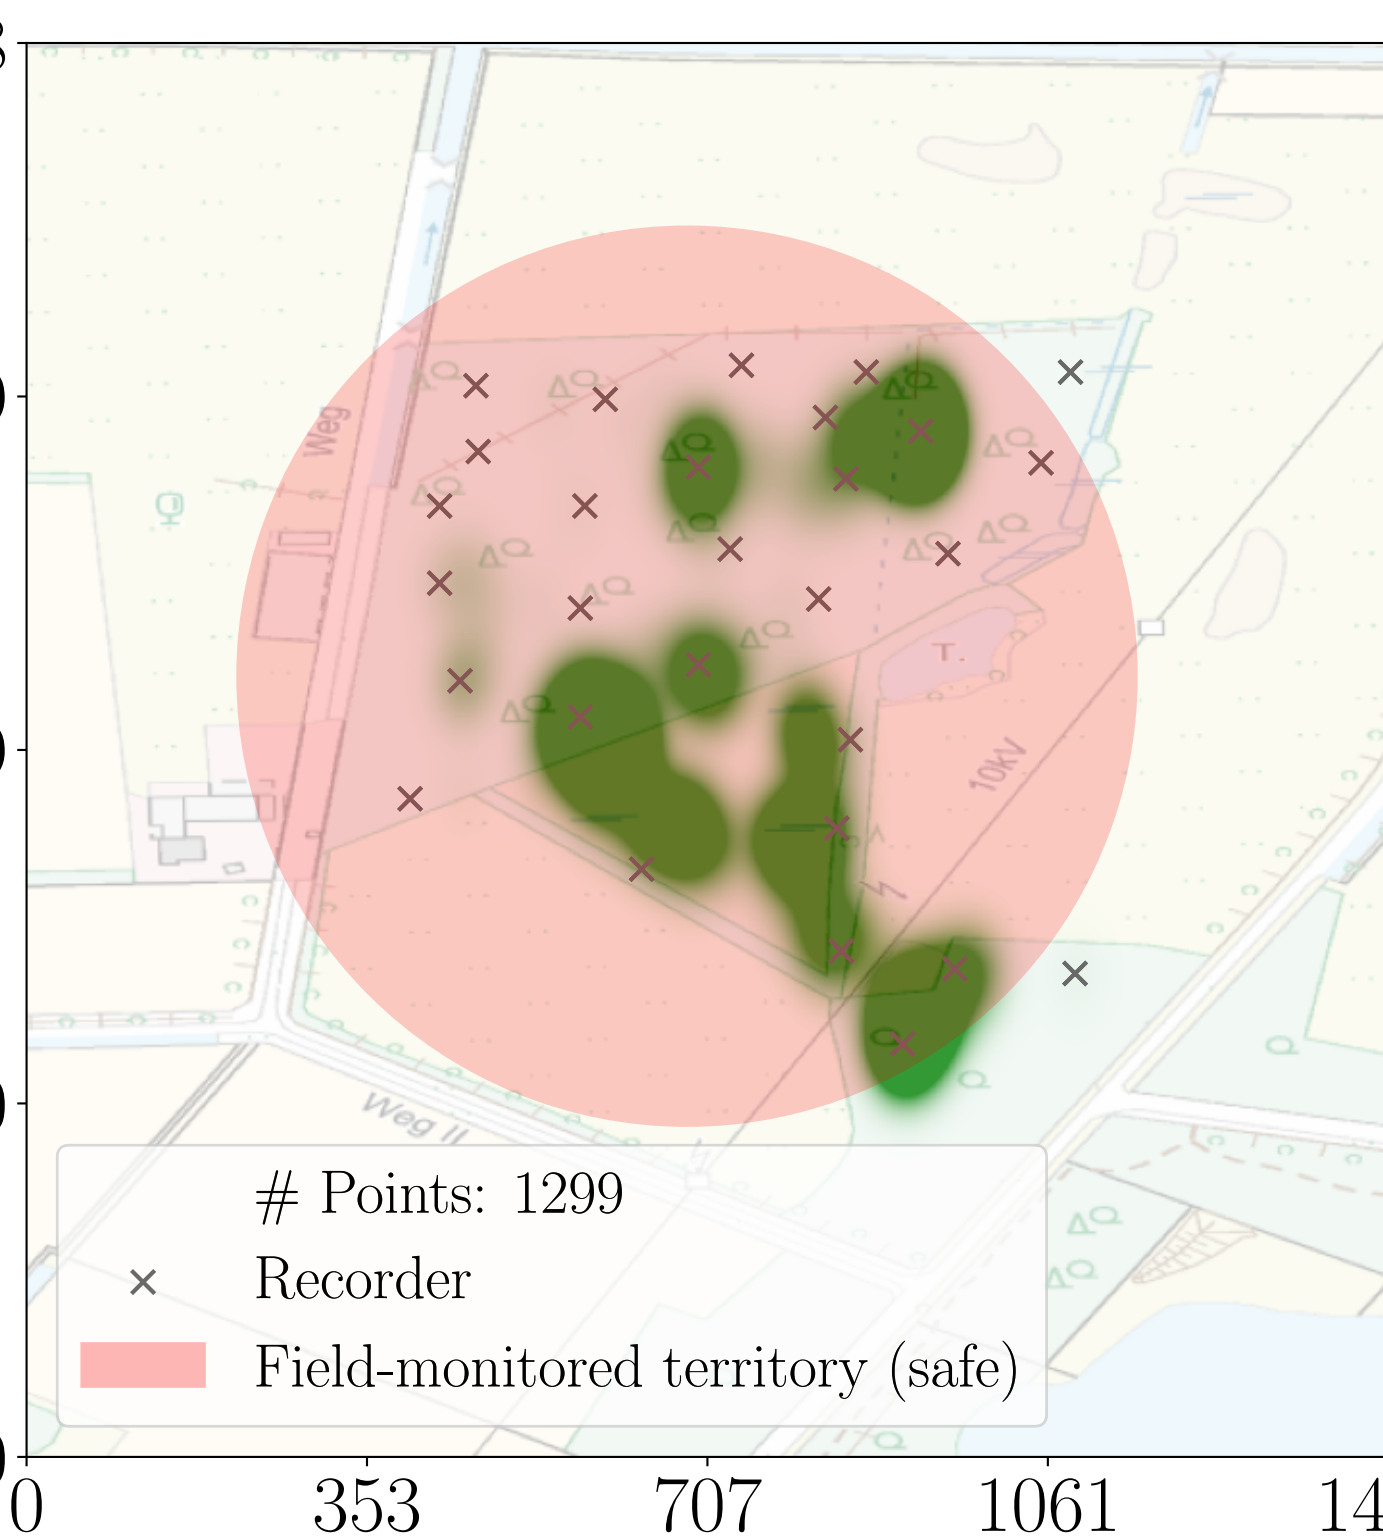 Weg
T.
10kV
Weg II
# Points: 1299
Recorder
Field-monitored territory (safe)
0 353 707 1061